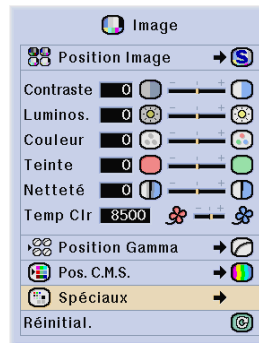 Image
Position Image S
Contraste 0
Luminos. 0
Couleur 0
Teinte 0
Netteté 0
Temp Clr 8500
Position Gamma
Pos. C.M.S.
Spéciaux
Réinitial.